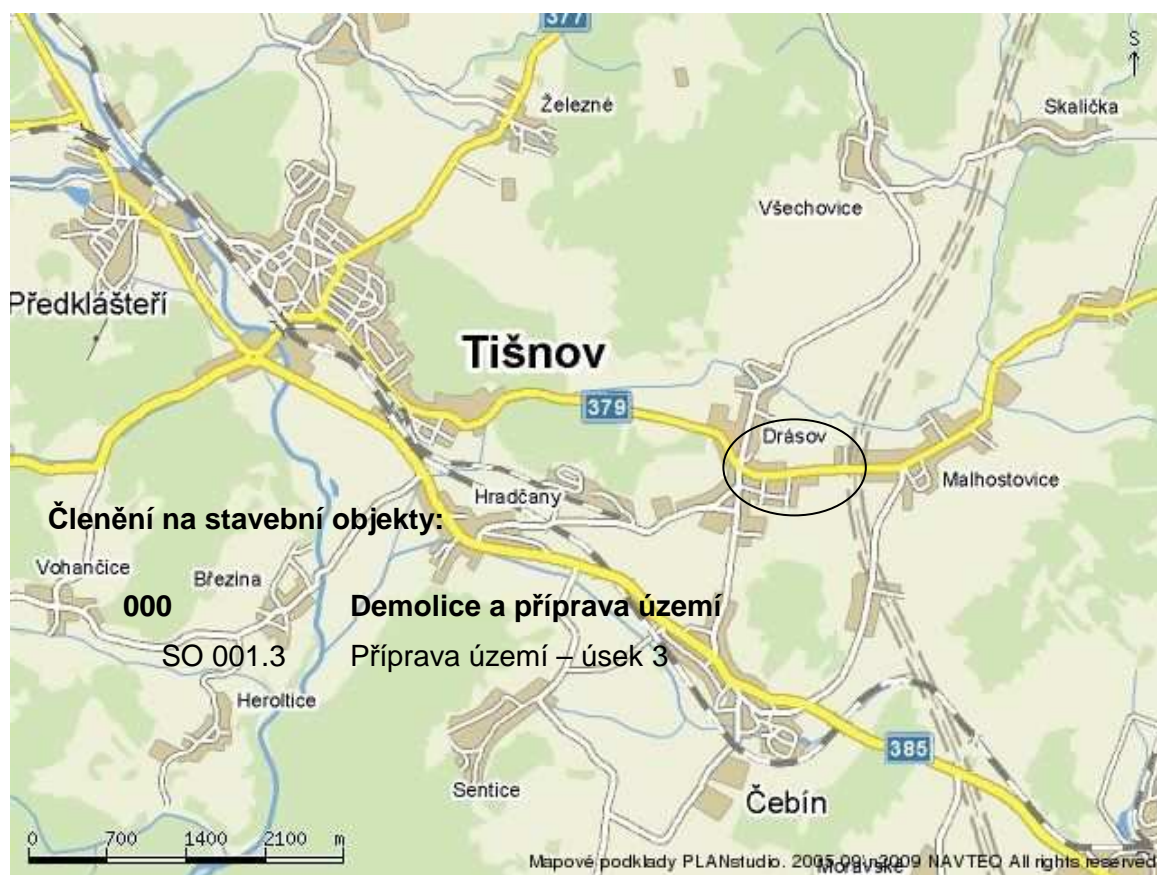 377
S
Železné
Skalička
Všechovice
Předklášteří
Tišnov
379
Drásov
Malhostovice
Hradčany
Členění na stavební objekty:
Vohančice
Březina
000 Demolice a příprava území
SO 001.3 Příprava území – úsek 3
Heroltice
385
Sentice
Čebín
0 700 1400 2100 m
Mapové podklady PLANstudio. 2005-09\n2009 NAVTEQ All rights reserved
Moravské